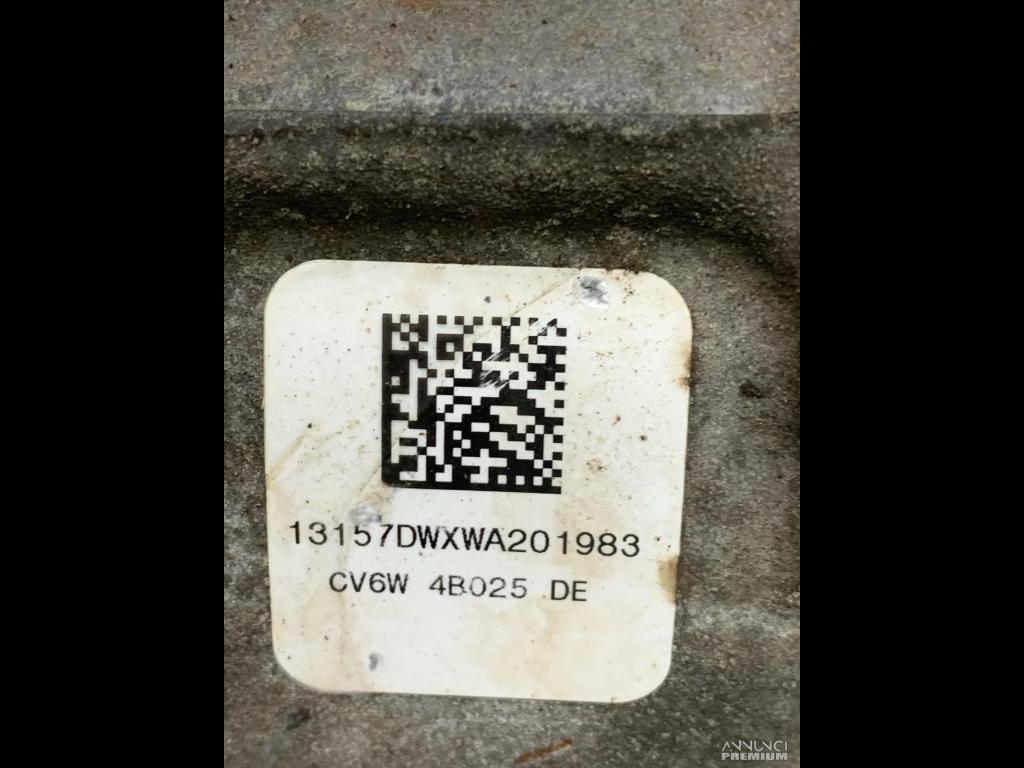 13157DWXWA201983
CV6W 4B025 DE
ANNUNCI
PREMIUM